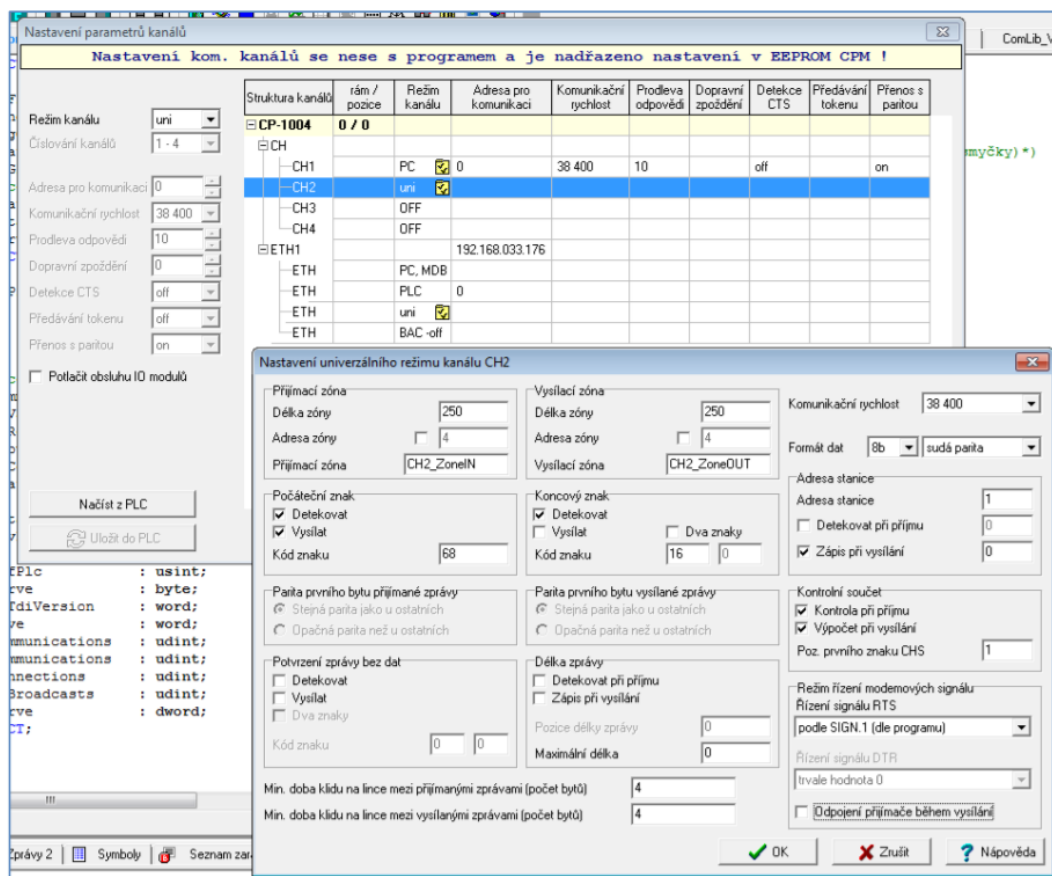 Nastavení parametrů kanálů
ComLib_V
Nastavení kom. kanálů se nese s programem a je nadřazeno nastavení v EEPROM CPM !
Režim kanálu uni
Číslování kanálů 1 - 4
Adresa pro komunikaci 0
Komunikační rychlost 38 400
Prodleva odpovědi 10
Dopravní zpoždění 0
Detekce CTS off
Předávání tokenu off
Přenos s paritou on
Potlačit obsluhu IO modulů
Načíst z PLC
Uložit do PLC
Struktura kanálů rám / pozice Režim kanálu Adresa pro komunikaci Komunikační rychlost Prodleva odpovědi Dopravní zpoždění Detekce CTS Předávání tokenu Přenos s paritou
CP-1004 0 / 0
CH
CH1 PC 0 38 400 10 off on
CH2 uni
CH3 OFF
CH4 OFF
ETH1 192.168.033.176
ETH PC, MDB
ETH PLC 0
ETH uni
ETH BAC -off
smyčky) *)
Nastavení univerzálního režimu kanálu CH2
Přijímací zóna
Délka zóny 250
Adresa zóny 4
Přijímací zóna CH2_ZoneIN
Vysílací zóna
Délka zóny 250
Adresa zóny 4
Vysílací zóna CH2_ZoneOUT
Komunikační rychlost 38 400
Formát dat 8b sudá parita
Počáteční znak
Detekovat
Vysílat
Kód znaku 68
Koncový znak
Detekovat
Vysílat Dva znaky
Kód znaku 16 0
Adresa stanice
Adresa stanice 1
Detekovat při příjmu 0
Zápis při vysílání 0
Parita prvního bytu přijímané zprávy
Stejná parita jako u ostatních
Opačná parita než u ostatních
Parita prvního bytu vysílané zprávy
Stejná parita jako u ostatních
Opačná parita než u ostatních
Kontrolní součet
Kontrola při příjmu
Výpočet při vysílání
Poz. prvního znaku CHS 1
Potvrzení zprávy bez dat
Detekovat
Vysílat
Dva znaky
Kód znaku 0 0
Délka zprávy
Detekovat při příjmu
Zápis při vysílání
Pozice délky zprávy 0
Maximální délka 0
Režim řízení modemových signálu
Řízení signálu RTS
podle SIGN.1 (dle programu)
Řízení signálu DTR
trvale hodnota 0
Odpojení přijímače během vysílání
Min. doba klidu na lince mezi přijímanými zprávami (počet bytů) 4
Min. doba klidu na lince mezi vysílanými zprávami (počet bytů) 4
OK Zrušit Nápověda
fPlc : usint;
rve : byte;
TdiVersion : word;
ve : word;
mmunications : udint;
mmunications : udint;
nnections : udint;
Broadcasts : udint;
rve : dword;
CT;
Zprávy 2 Symboly Seznam zar